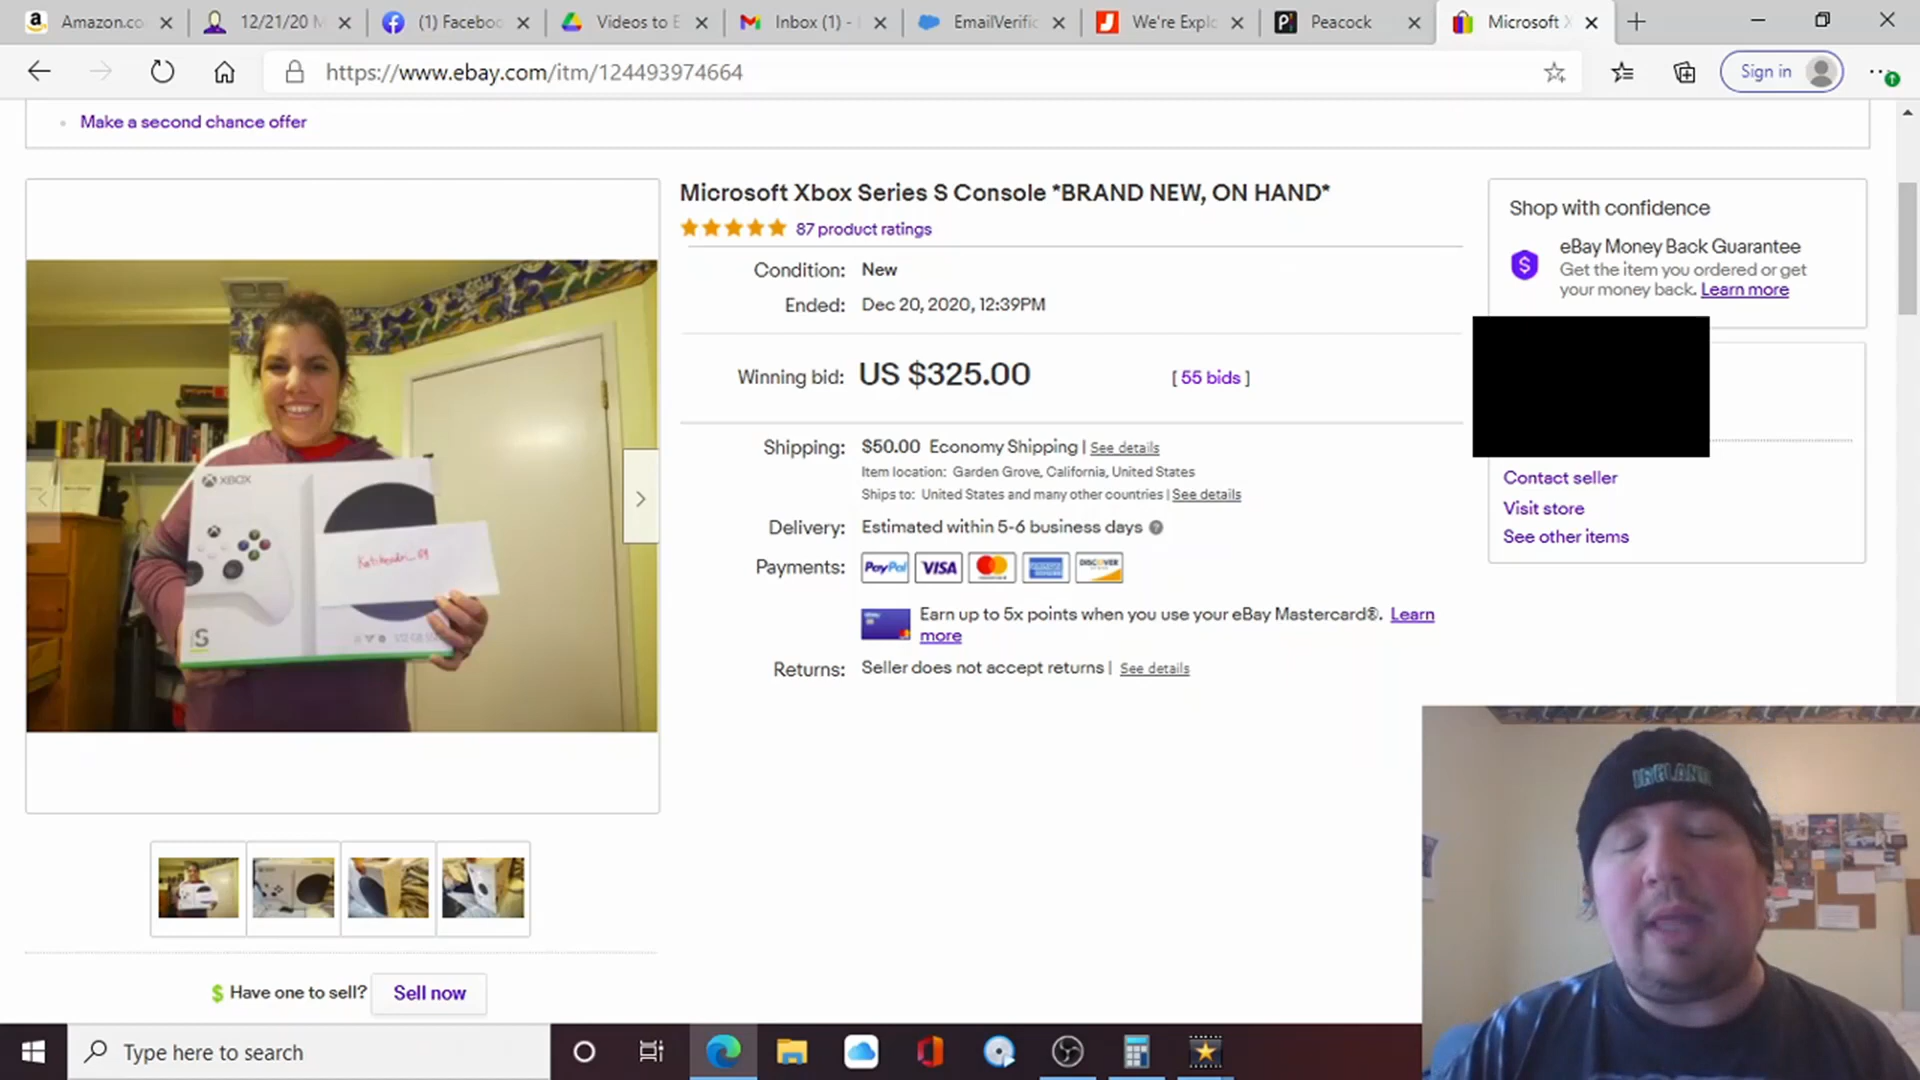 Amazon.co
12/21/20 M
(1) Faceboo
Videos to E
Inbox (1) -
EmailVerific
We're Explo
Peacock
Microsoft X
https://www.ebay.com/itm/124493974664
Sign in
Make a second chance offer
Microsoft Xbox Series S Console *BRAND NEW, ON HAND*
87 product ratings
Condition: New
Ended: Dec 20, 2020, 12:39PM
Winning bid: US $325.00 [ 55 bids ]
Shipping: $50.00 Economy Shipping | See details
Item location: Garden Grove, California, United States
Ships to: United States and many other countries | See details
Delivery: Estimated within 5-6 business days
Payments: PayPal VISA DISCOVER
Earn up to 5x points when you use your eBay Mastercard®. Learn
more
Returns: Seller does not accept returns | See details
Shop with confidence
eBay Money Back Guarantee
Get the item you ordered or get
your money back. Learn more
Contact seller
Visit store
See other items
XBOX
S
Have one to sell? Sell now
IRELAND
Type here to search